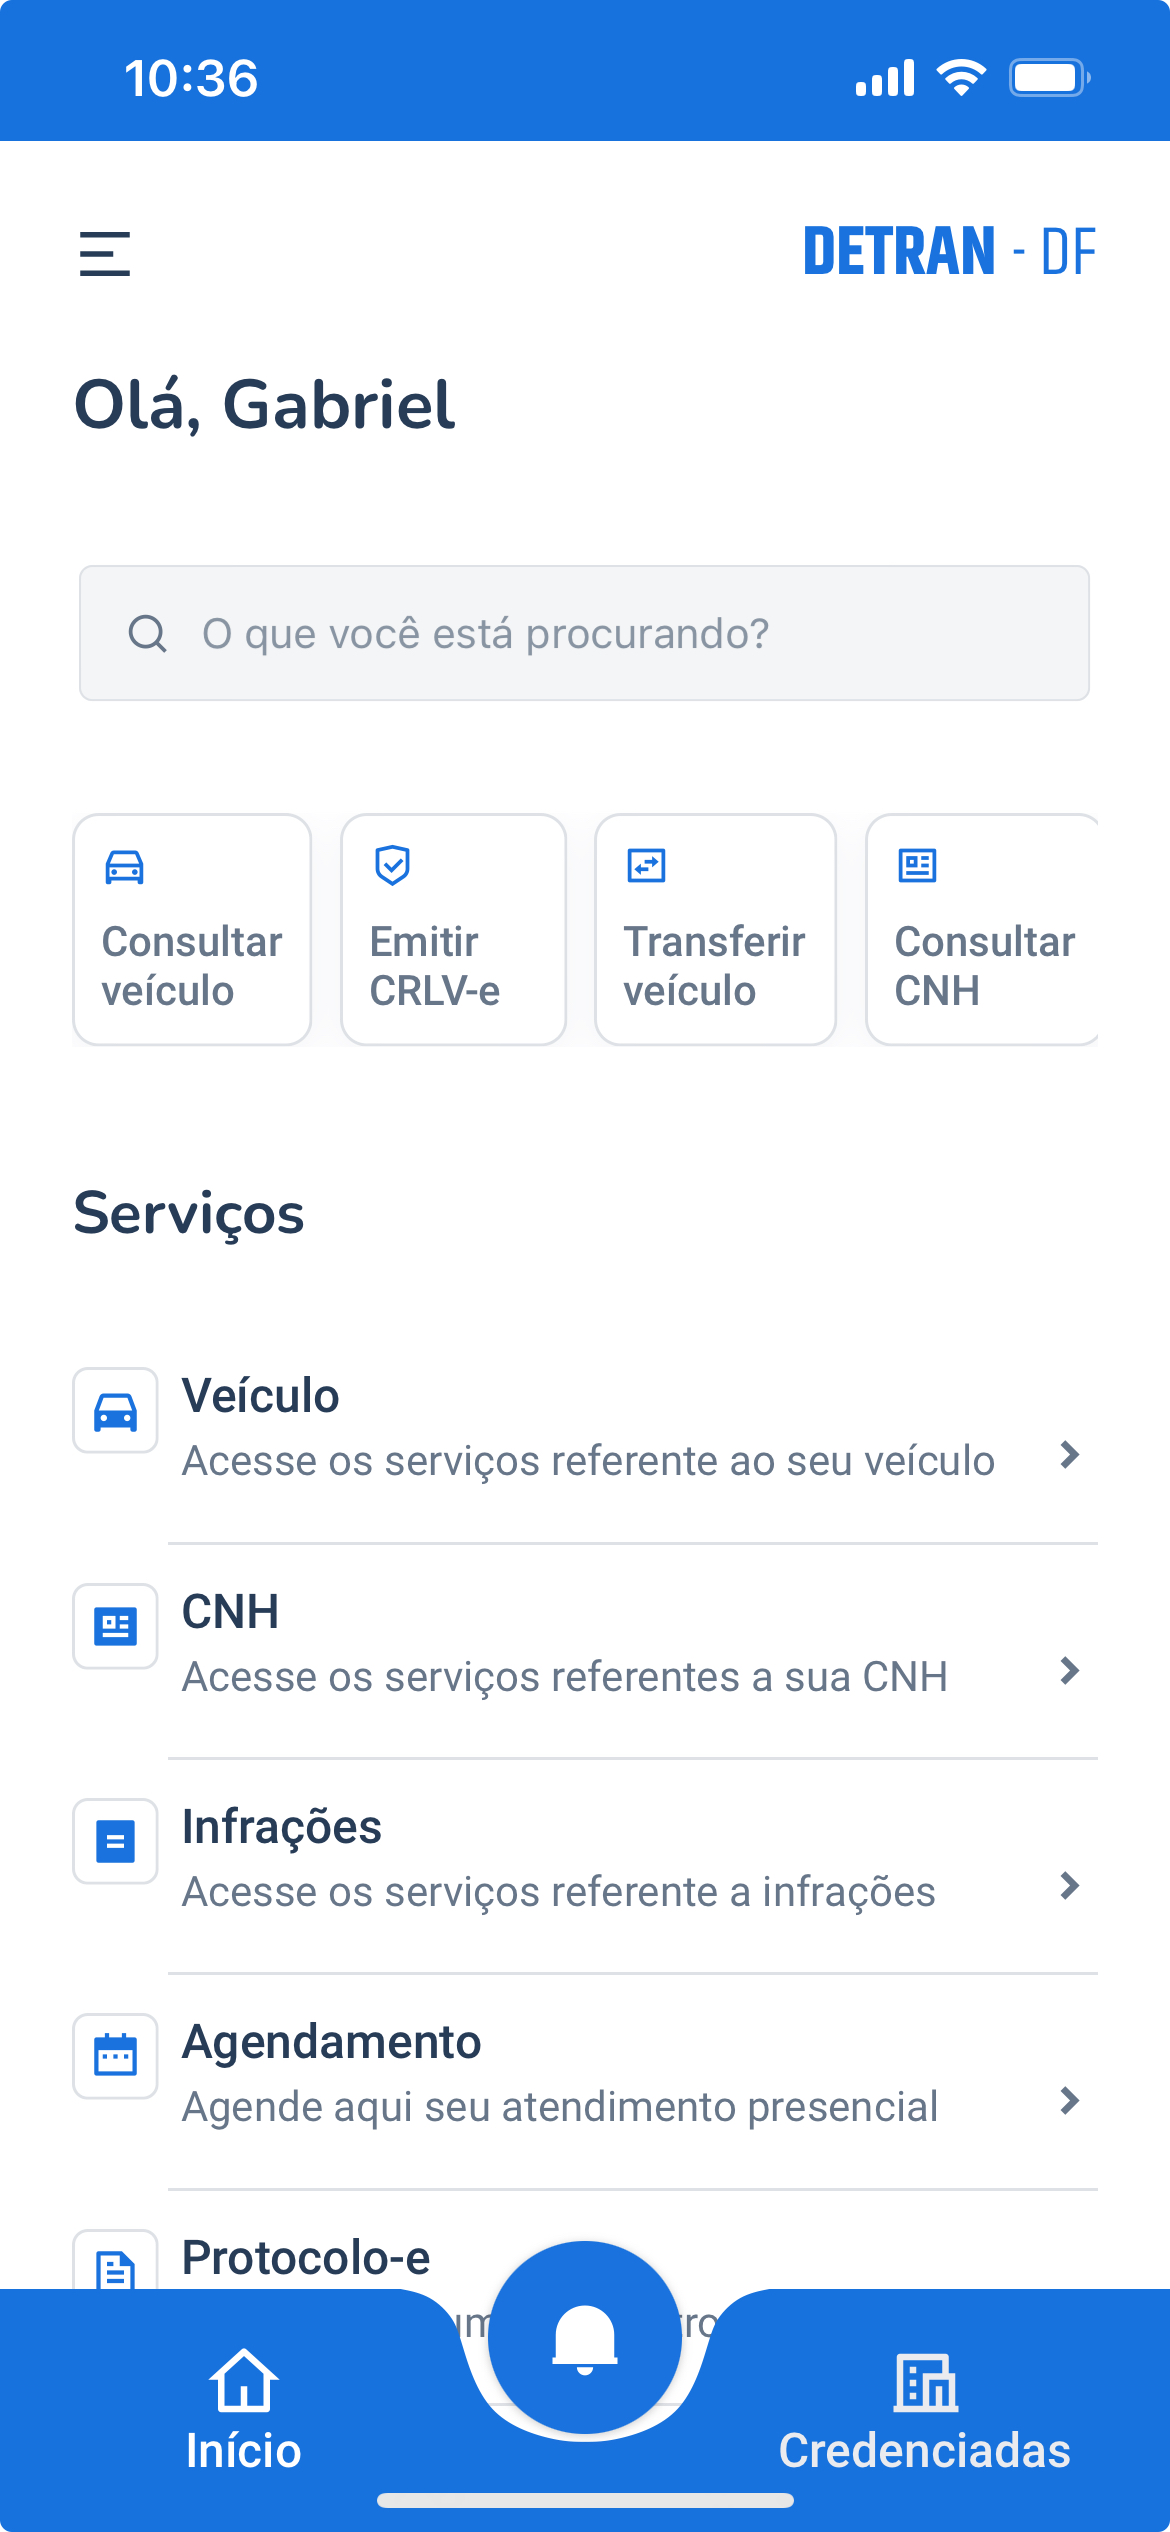 10:36
DETRAN - DF
Olá, Gabriel
O que você está procurando?
Consultar
veículo
Emitir
CRLV-e
Transferir
veículo
Consultar
CNH
Serviços
Veículo
Acesse os serviços referente ao seu veículo
CNH
Acesse os serviços referentes a sua CNH
Infrações
Acesse os serviços referente a infrações
Agendamento
Agende aqui seu atendimento presencial
Protocolo-e
Início
Credenciadas